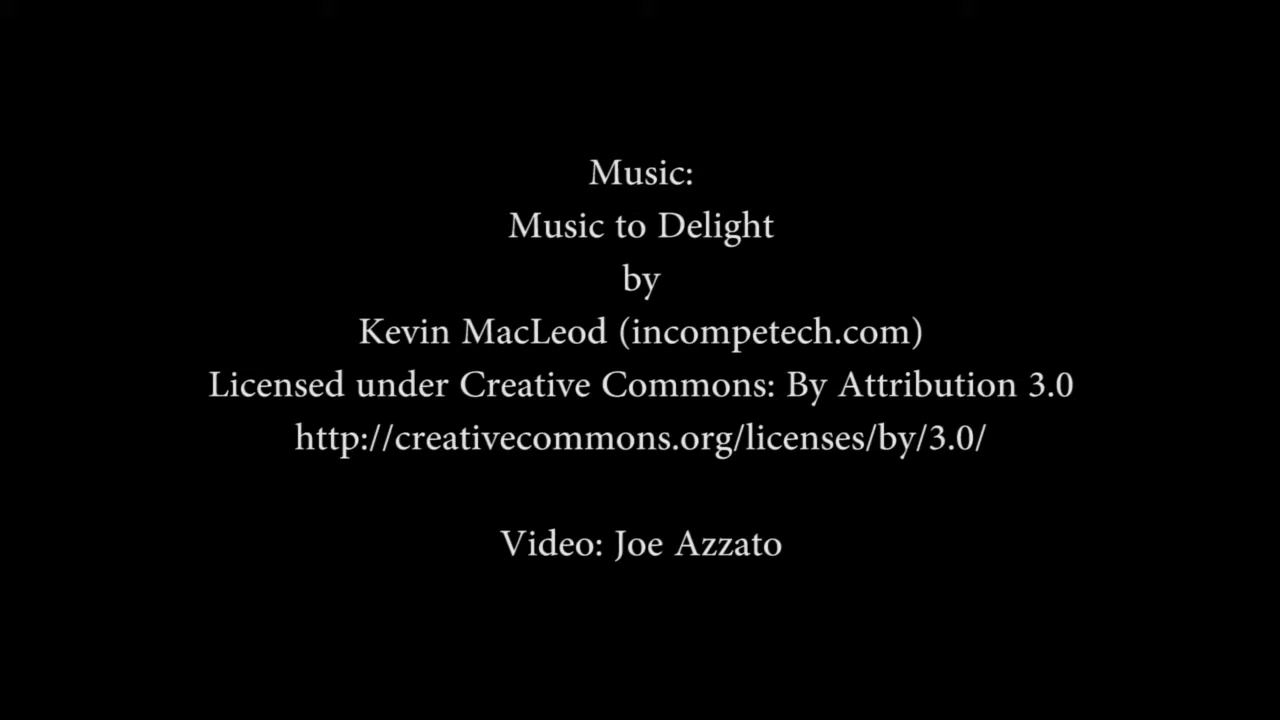 Music:
Music to Delight
by
Kevin MacLeod (incompetech.com)
Licensed under Creative Commons: By Attribution 3.0
http://creativecommons.org/licenses/by/3.0/
Video: Joe Azzato